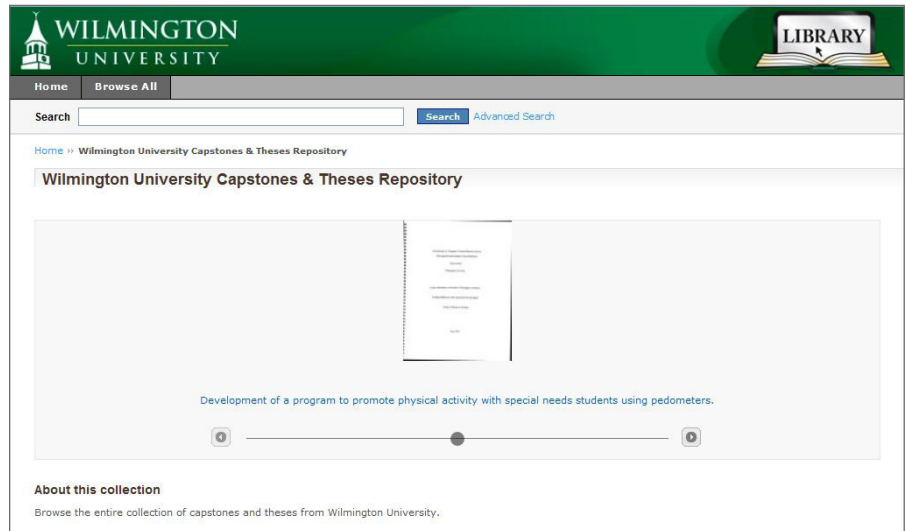 WILMINGTON
UNIVERSITY
LIBRARY
Home Browse All
Search Search Advanced Search
Home » Wilmington University Capstones & Theses Repository
Wilmington University Capstones & Theses Repository
Development of a program to promote physical activity with special needs students using pedometers.
About this collection
Browse the entire collection of capstones and theses from Wilmington University.